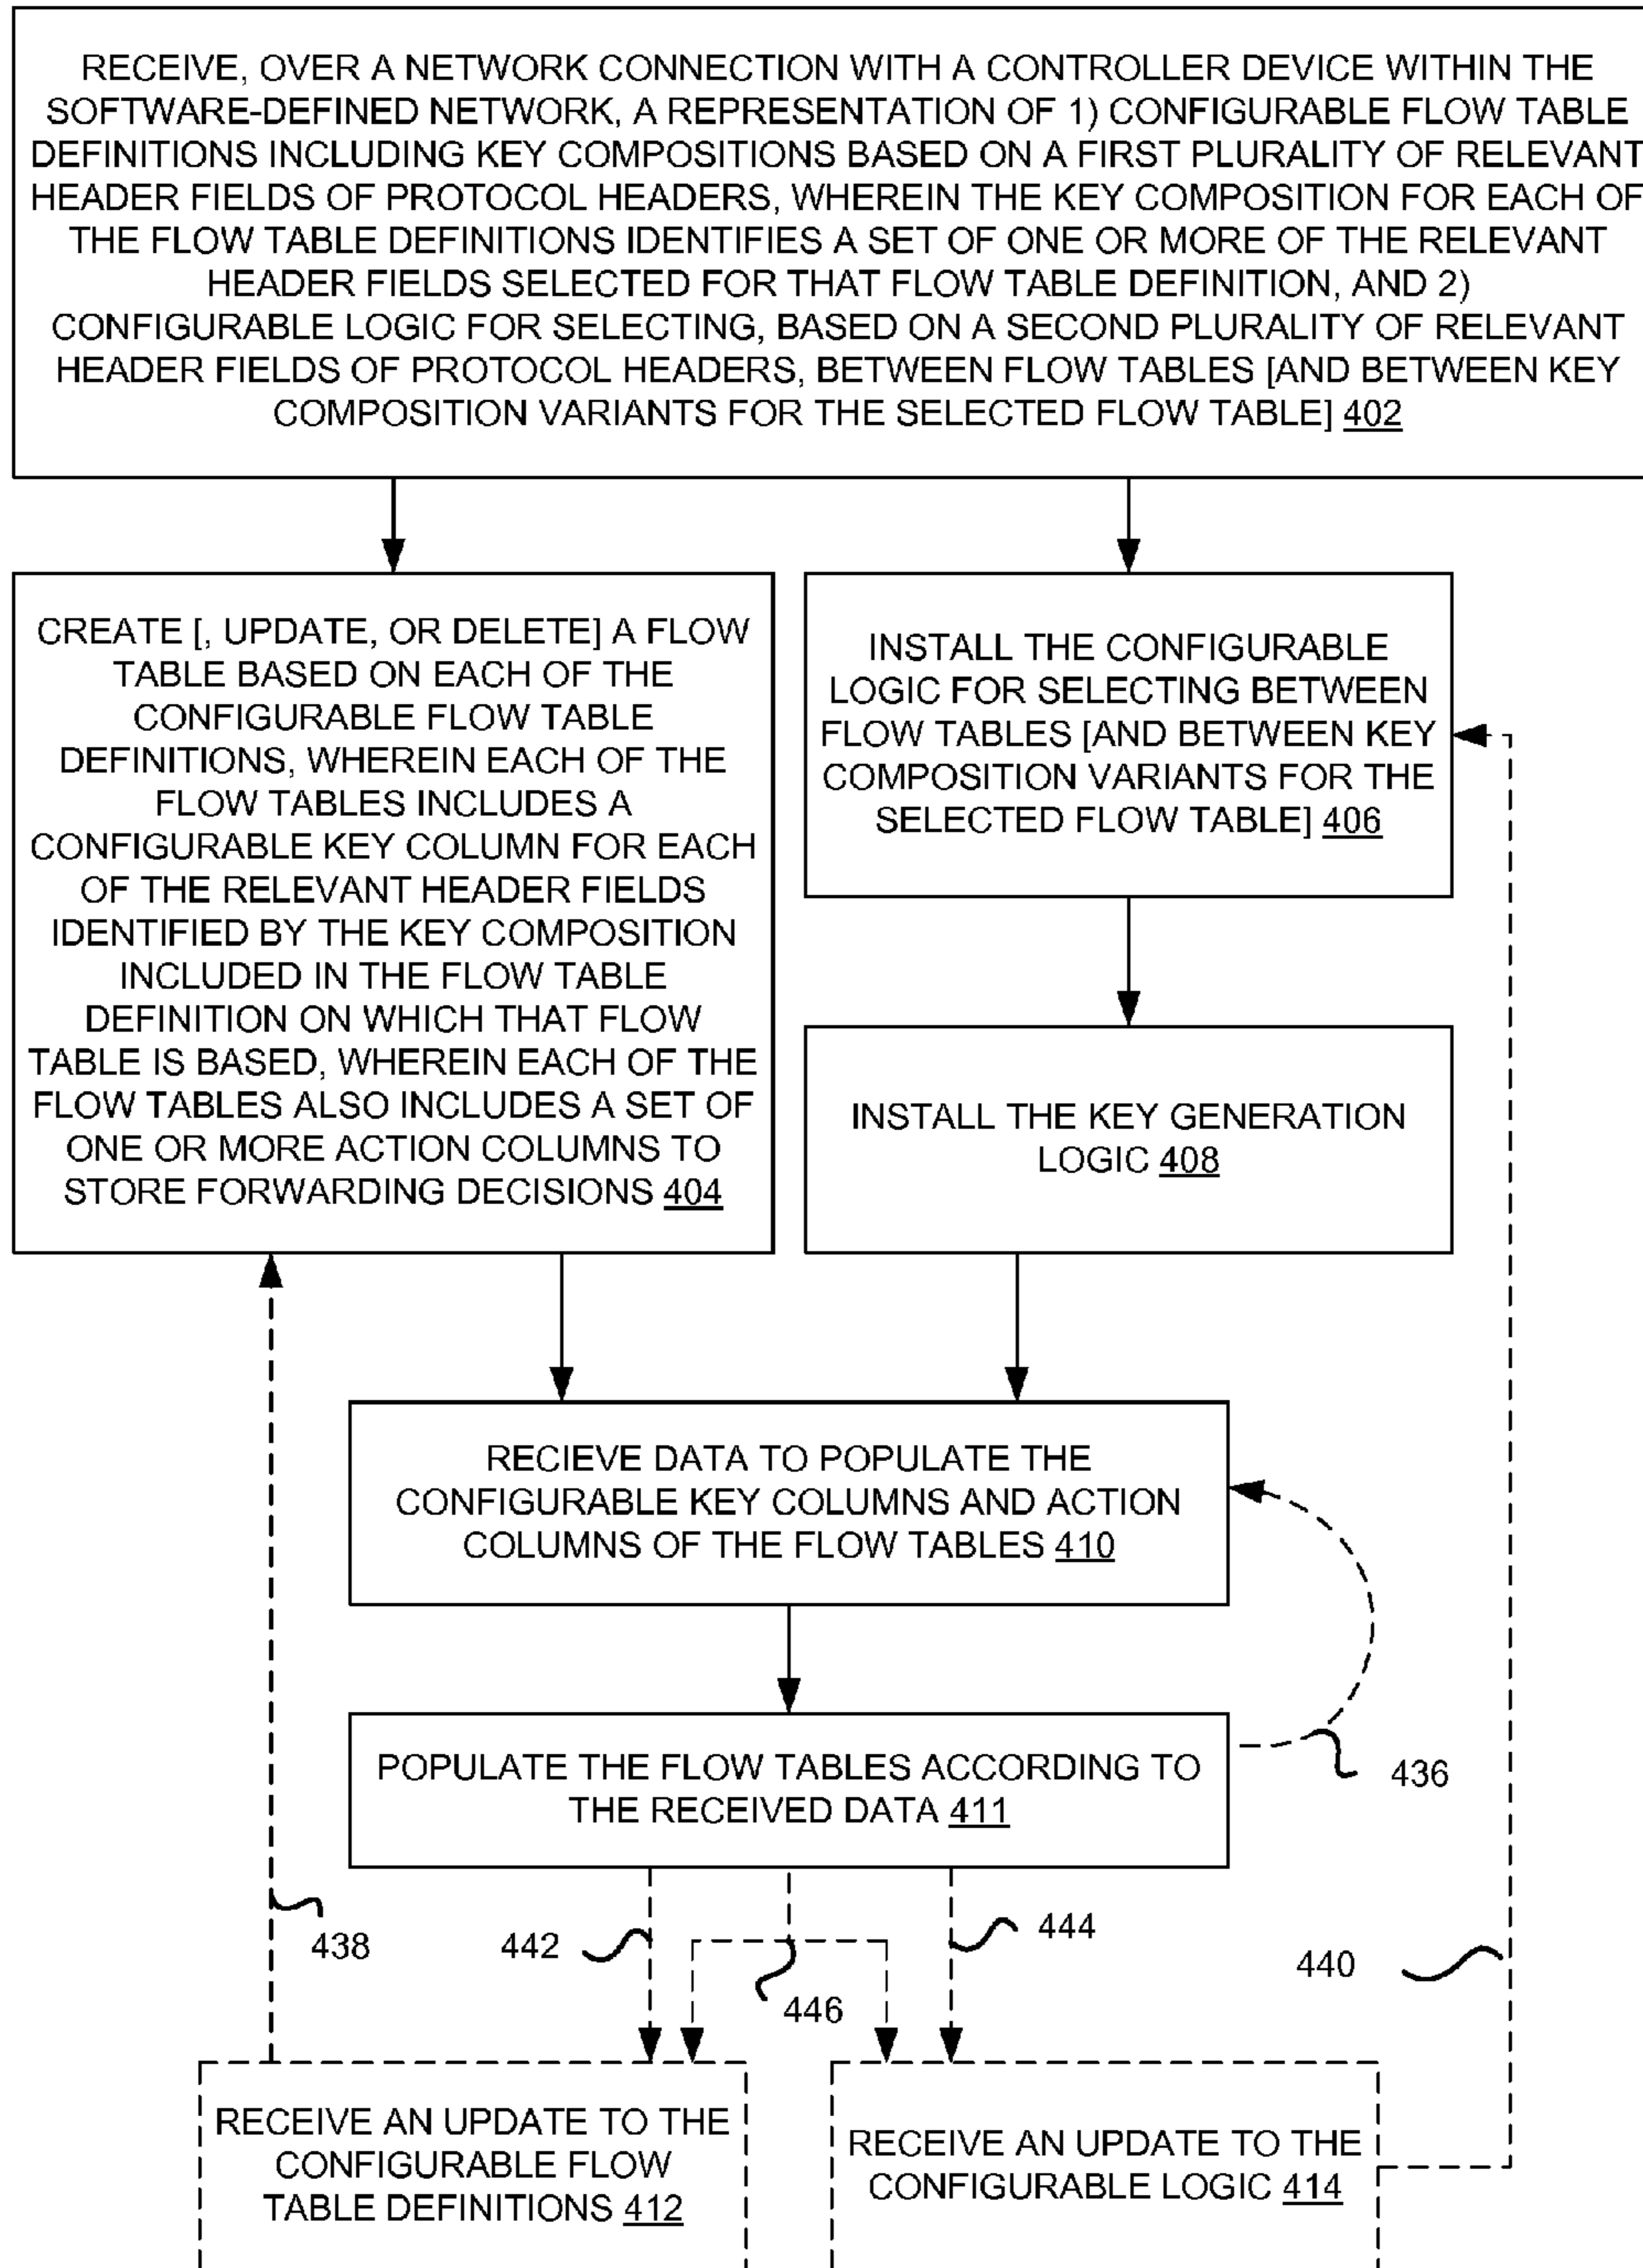 RECEIVE, OVER A NETWORK CONNECTION WITH A CONTROLLER DEVICE WITHIN THE
SOFTWARE-DEFINED NETWORK, A REPRESENTATION OF 1) CONFIGURABLE FLOW TABLE
DEFINITIONS INCLUDING KEY COMPOSITIONS BASED ON A FIRST PLURALITY OF RELEVANT
HEADER FIELDS OF PROTOCOL HEADERS, WHEREIN THE KEY COMPOSITION FOR EACH OF
THE FLOW TABLE DEFINITIONS IDENTIFIES A SET OF ONE OR MORE OF THE RELEVANT
HEADER FIELDS SELECTED FOR THAT FLOW TABLE DEFINITION, AND 2)
CONFIGURABLE LOGIC FOR SELECTING, BASED ON A SECOND PLURALITY OF RELEVANT
HEADER FIELDS OF PROTOCOL HEADERS, BETWEEN FLOW TABLES [AND BETWEEN KEY
COMPOSITION VARIANTS FOR THE SELECTED FLOW TABLE] 402
CREATE [, UPDATE, OR DELETE] A FLOW
TABLE BASED ON EACH OF THE
CONFIGURABLE FLOW TABLE
DEFINITIONS, WHEREIN EACH OF THE
FLOW TABLES INCLUDES A
CONFIGURABLE KEY COLUMN FOR EACH
OF THE RELEVANT HEADER FIELDS
IDENTIFIED BY THE KEY COMPOSITION
INCLUDED IN THE FLOW TABLE
DEFINITION ON WHICH THAT FLOW
TABLE IS BASED, WHEREIN EACH OF THE
FLOW TABLES ALSO INCLUDES A SET OF
ONE OR MORE ACTION COLUMNS TO
STORE FORWARDING DECISIONS 404
INSTALL THE CONFIGURABLE
LOGIC FOR SELECTING BETWEEN
FLOW TABLES [AND BETWEEN KEY
COMPOSITION VARIANTS FOR THE
SELECTED FLOW TABLE] 406
INSTALL THE KEY GENERATION
LOGIC 408
RECIEVE DATA TO POPULATE THE
CONFIGURABLE KEY COLUMNS AND ACTION
COLUMNS OF THE FLOW TABLES 410
POPULATE THE FLOW TABLES ACCORDING TO
THE RECEIVED DATA 411
436
438
442
446
444
440
RECEIVE AN UPDATE TO THE
CONFIGURABLE FLOW
TABLE DEFINITIONS 412
RECEIVE AN UPDATE TO THE
CONFIGURABLE LOGIC 414